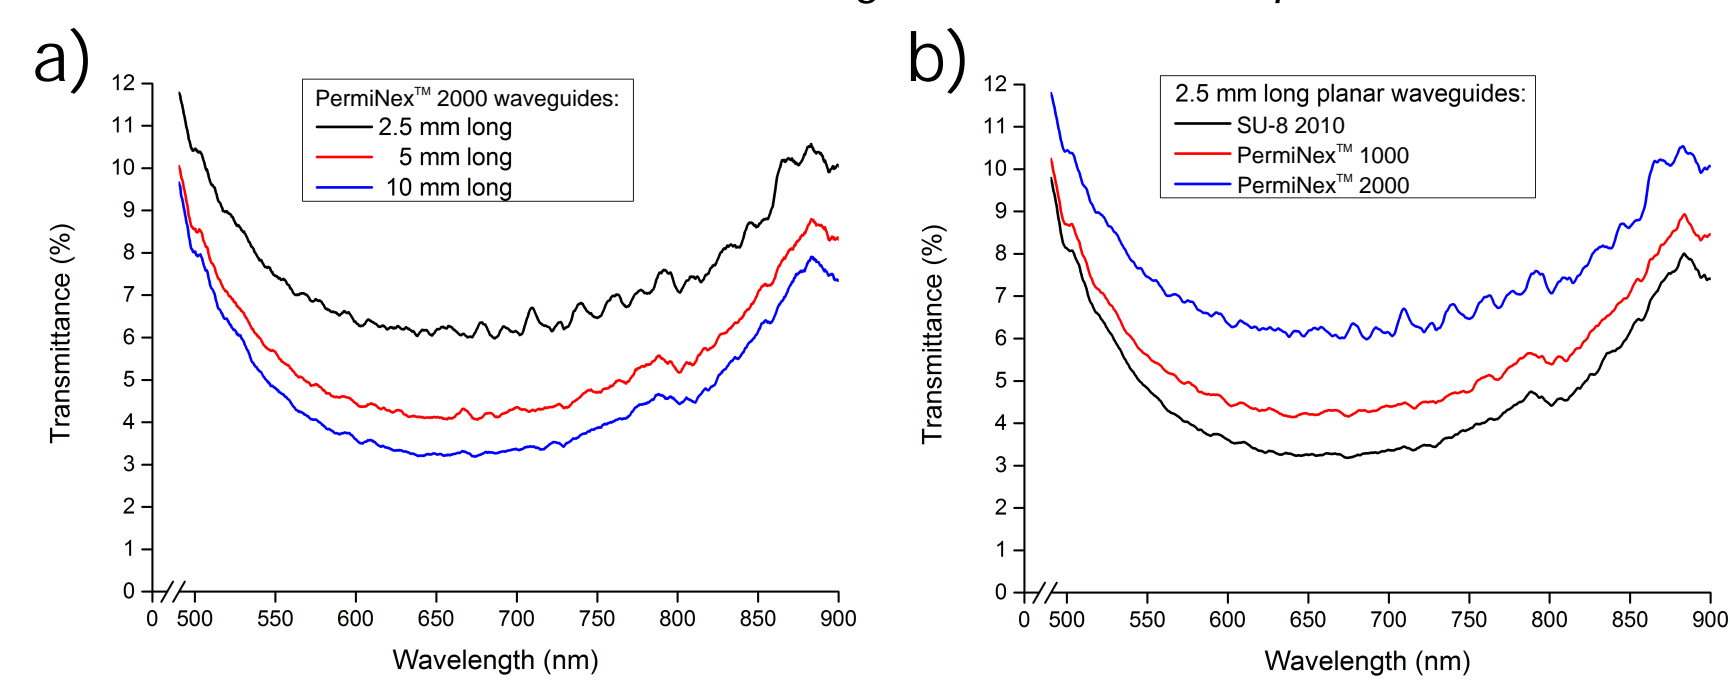 a)
PermiNex™ 2000 waveguides:
2.5 mm long
5 mm long
10 mm long
Transmittance (%)
12
11
10
9
8
7
6
5
4
3
2
1
0
0 500 550 600 650 700 750 800 850 900
Wavelength (nm)
b)
2.5 mm long planar waveguides:
SU-8 2010
PermiNex™ 1000
PermiNex™ 2000
Transmittance (%)
12
11
10
9
8
7
6
5
4
3
2
1
0
0 500 550 600 650 700 750 800 850 900
Wavelength (nm)